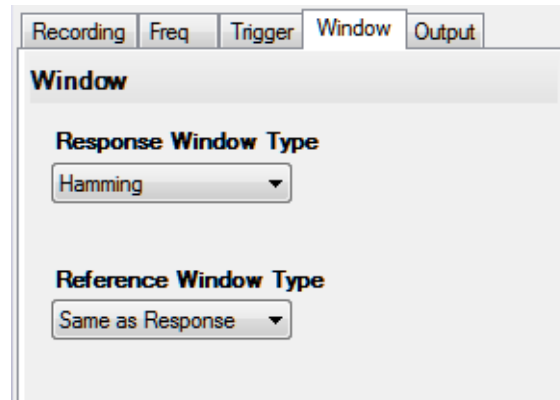 Recording Freq Trigger Window Output
Window
Response Window Type
Hamming
Reference Window Type
Same as Response